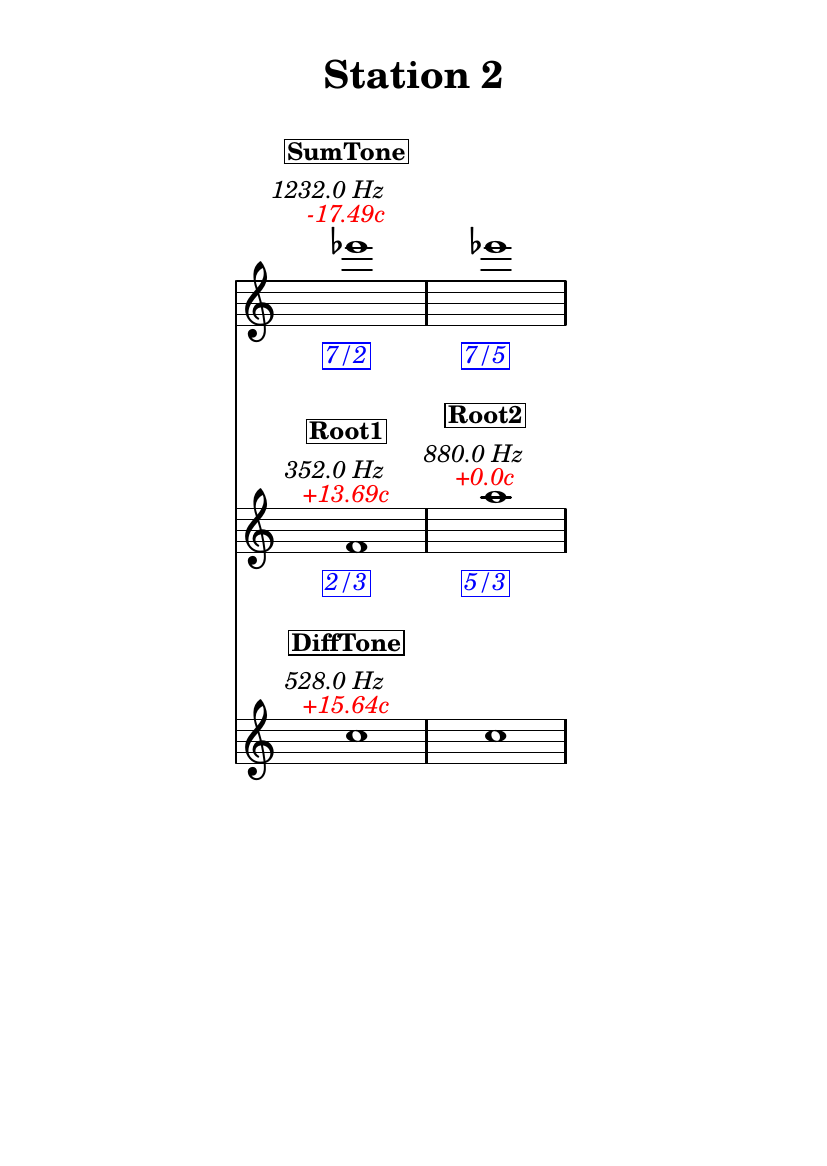 Station 2
SumTone
1232.0 Hz
-17.49c
7/2
7/5
Root1
Root2
352.0 Hz
880.0 Hz
+13.69c
+0.0c
2/3
5/3
DiffTone
528.0 Hz
+15.64c